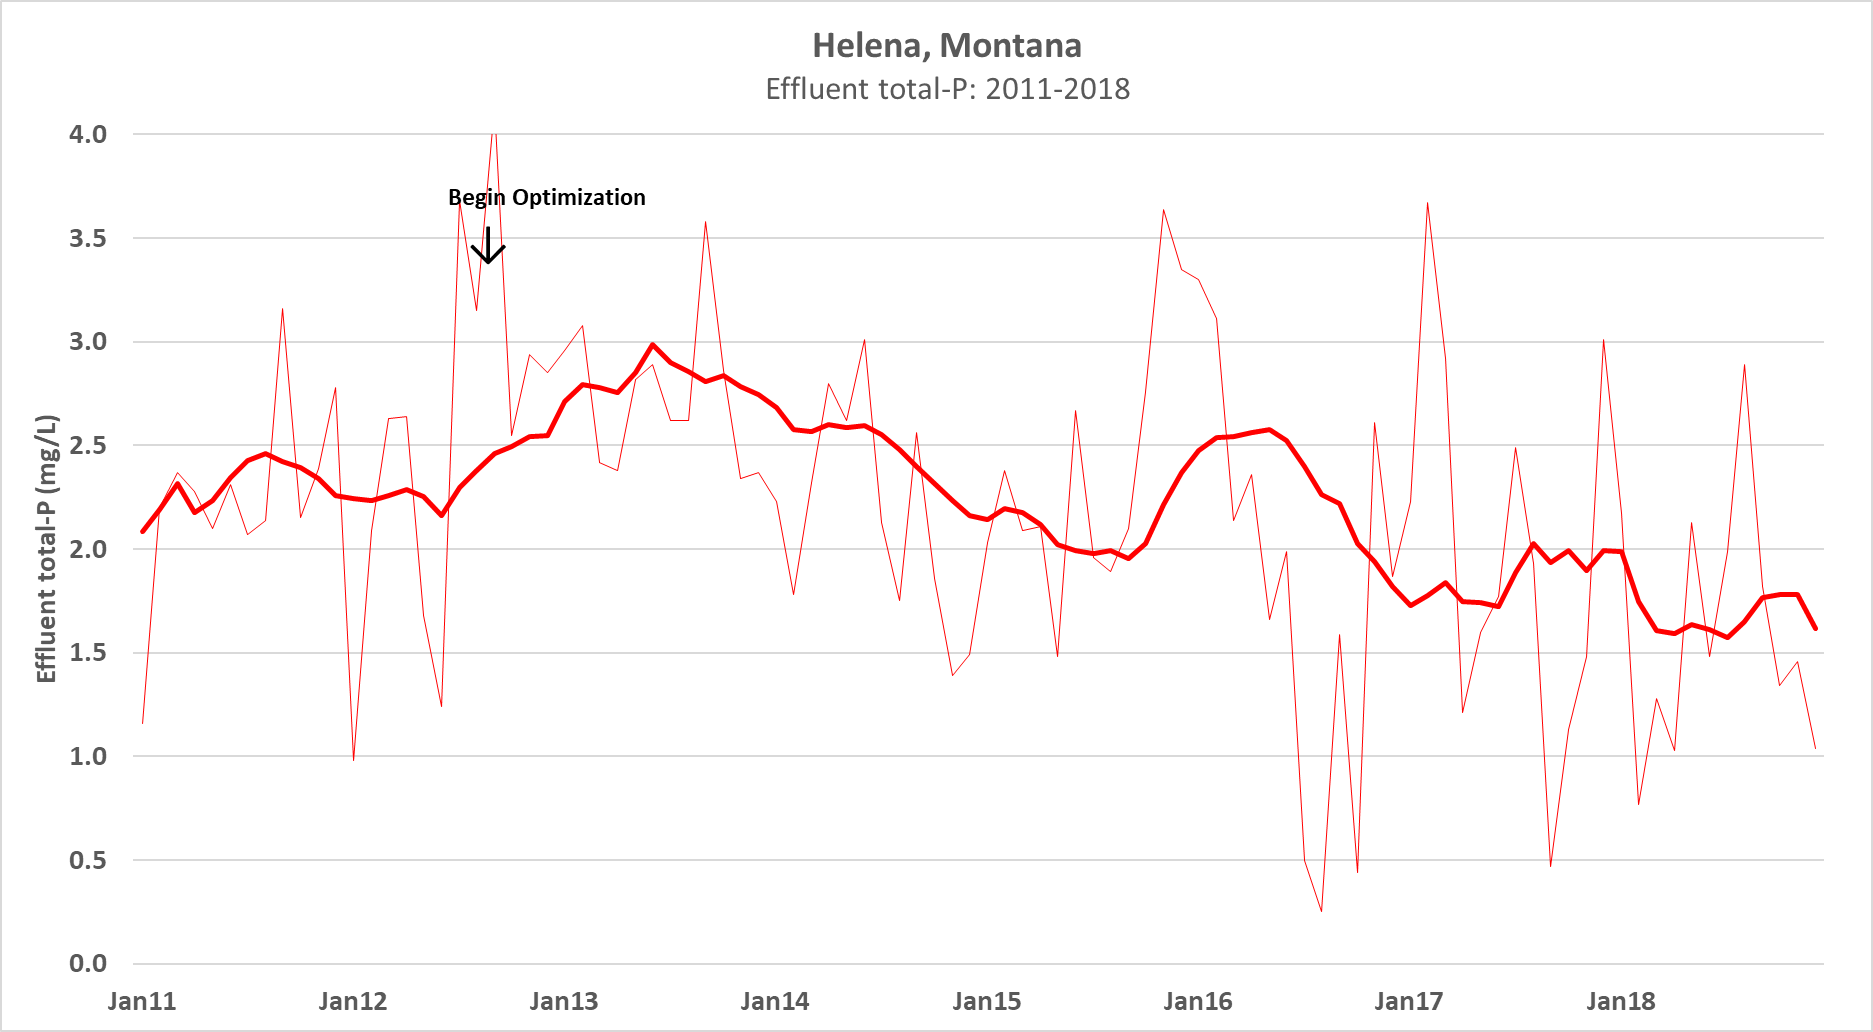 Helena, Montana
Effluent total-P: 2011-2018
Effluent total-P (mg/L)
4.0
3.5
3.0
2.5
2.0
1.5
1.0
0.5
0.0
Begin Optimization
Jan11 Jan12 Jan13 Jan14 Jan15 Jan16 Jan17 Jan18